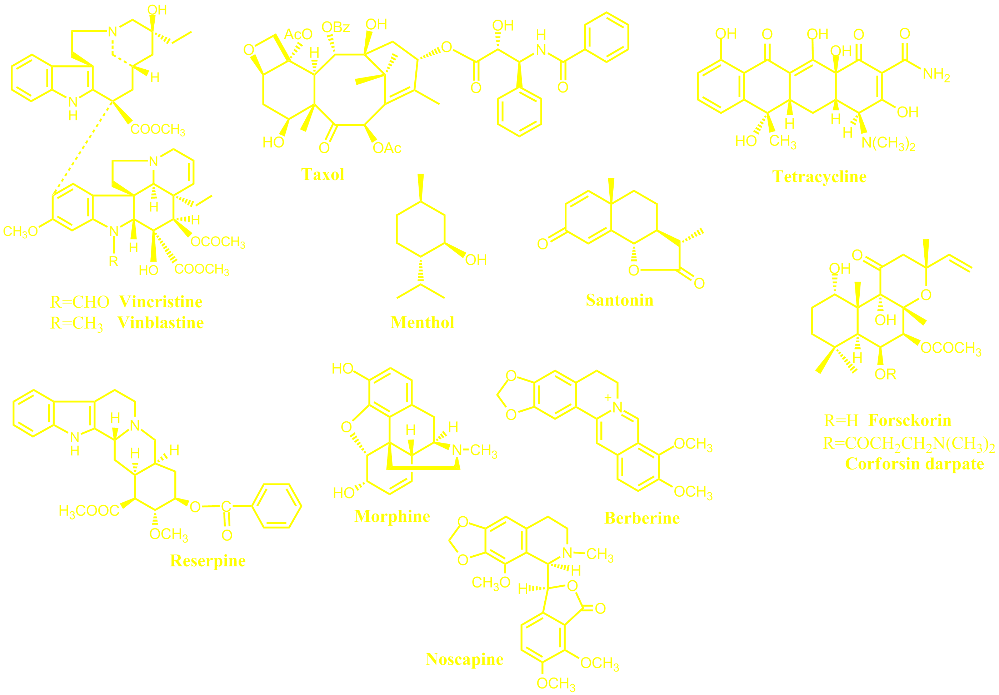 OH
N
H
N
H
COOCH3
N
H
H
CH3O
N
H
R
HO
COOCH3
OCOCH3
R=CHO Vincristine
R=CH3 Vinblastine
O
AcO
OBz
OH
H
HO
O
OAc
O
O
OH
H
N
O
Taxol
OH
O
OH
OH
O
O
NH2
OH
HO
CH3
H
H
H
N(CH3)2
Tetracycline
OH
Menthol
O
O
O
Santonin
O
OH
O
OH
H
OCOCH3
OR
R=H Forsckorin
R=COCH2CH2N(CH3)2
Corforsin darpate
N
H
H
N
H
H
H3COOC
OCH3
O
C
O
Reserpine
HO
O
H
H
N
CH3
HO
Morphine
O
O
+
N
OCH3
OCH3
Berberine
O
O
N
CH3
CH3O
H
H
O
O
OCH3
OCH3
Noscapine